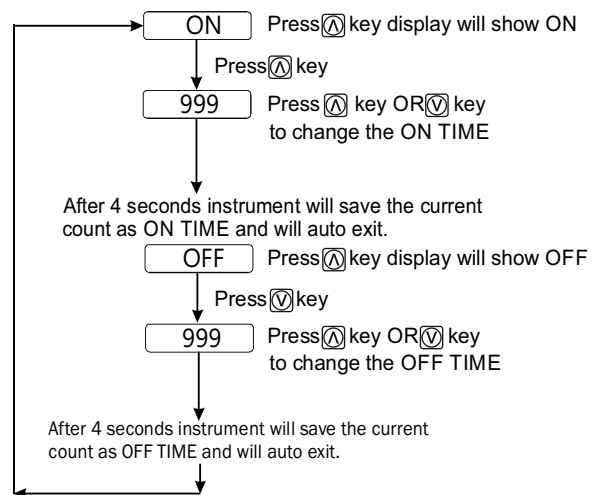 ON Press Ⓐ key display will show ON
Press Ⓐ key
999 Press Ⓐ key OR Ⓥ key
to change the ON TIME
After 4 seconds instrument will save the current
count as ON TIME and will auto exit.
OFF Press Ⓐ key display will show OFF
Press Ⓥ key
999 Press Ⓐ key OR Ⓥ key
to change the OFF TIME
After 4 seconds instrument will save the current
count as OFF TIME and will auto exit.